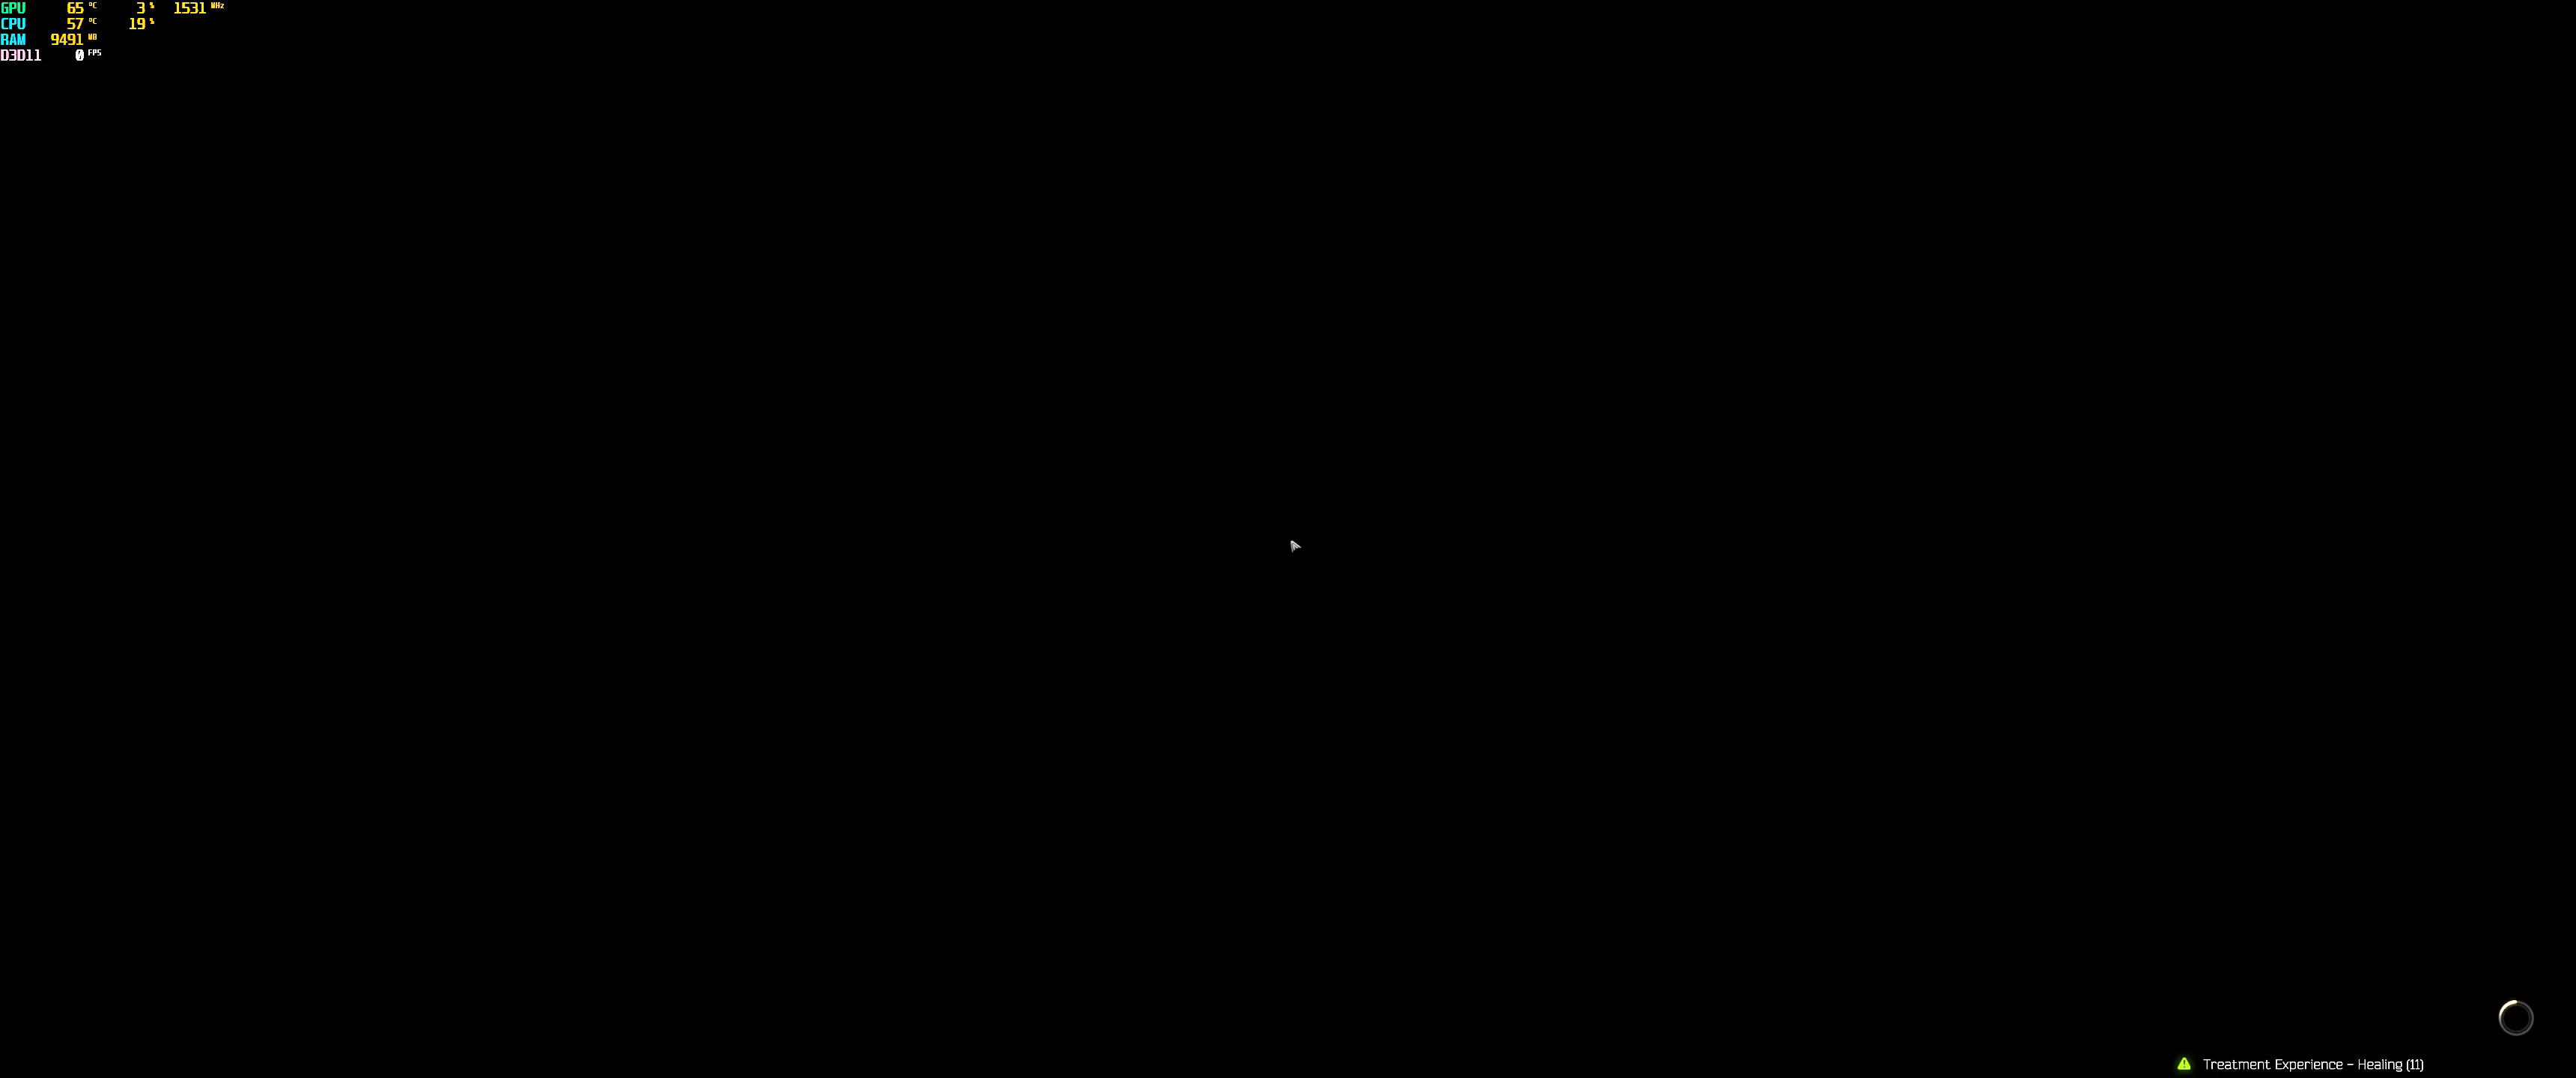 GPU 65 °C 3 % 1531 MHz
CPU 57 °C 19 %
RAM 9491 MB
D3D11 0 FPS
Treatment Experience - Healing (11)